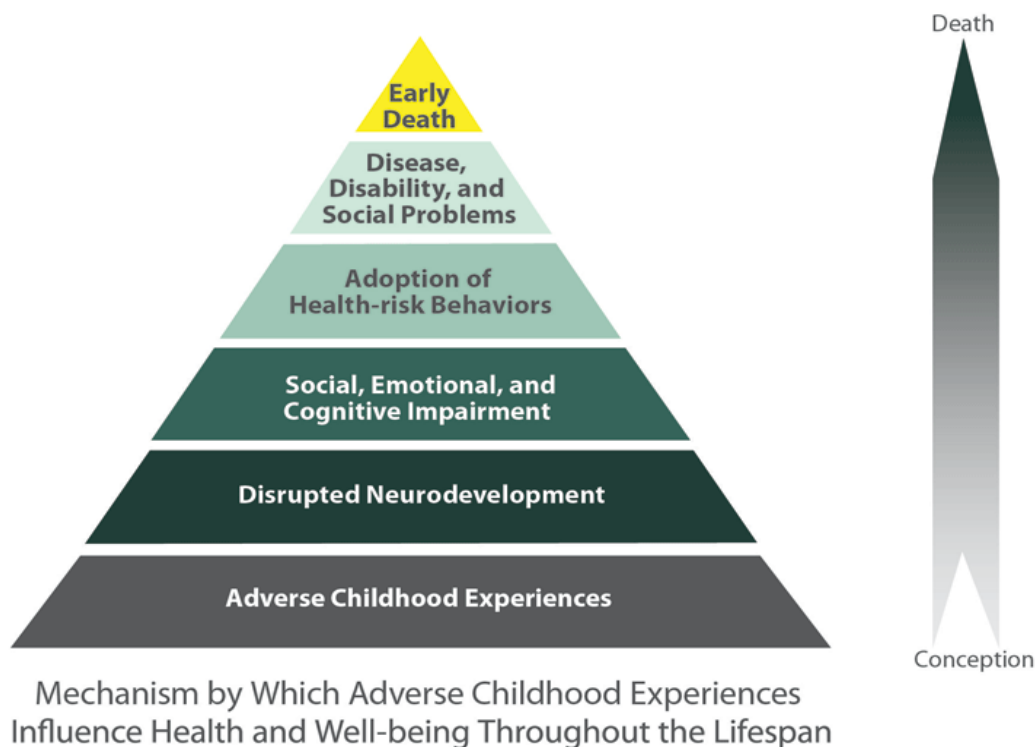 Death
Early
Death
Disease,
Disability, and
Social Problems
Adoption of
Health-risk Behaviors
Social, Emotional, and
Cognitive Impairment
Disrupted Neurodevelopment
Adverse Childhood Experiences
Conception
Mechanism by Which Adverse Childhood Experiences
Influence Health and Well-being Throughout the Lifespan